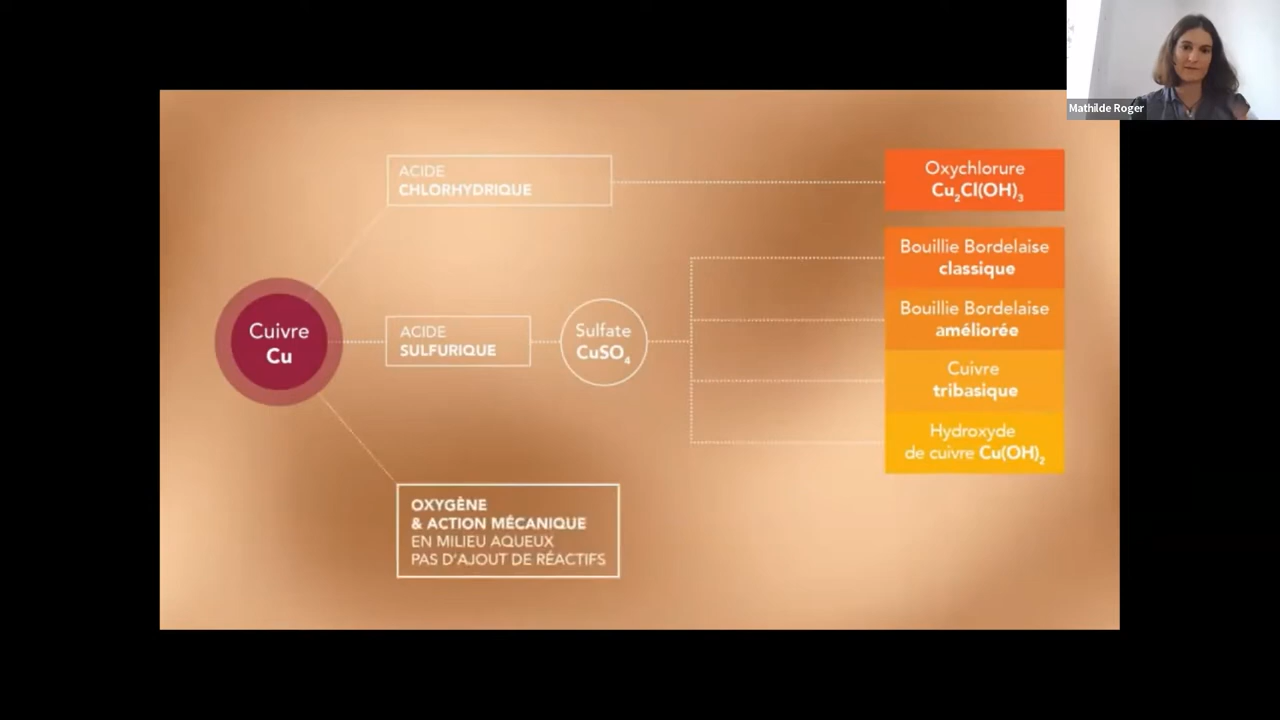 Mathilde Roger
ACIDE
CHLORHYDRIQUE
Oxychlorure
Cu₂Cl(OH)₃
Bouillie Bordelaise
classique
Bouillie Bordelaise
améliorée
Cuivre
Cu
ACIDE
SULFURIQUE
Sulfate
CuSO₄
Cuivre
tribasique
Hydroxyde
de cuivre Cu(OH)₂
OXYGÈNE
& ACTION MÉCANIQUE
EN MILIEU AQUEUX
PAS D'AJOUT DE RÉACTIFS